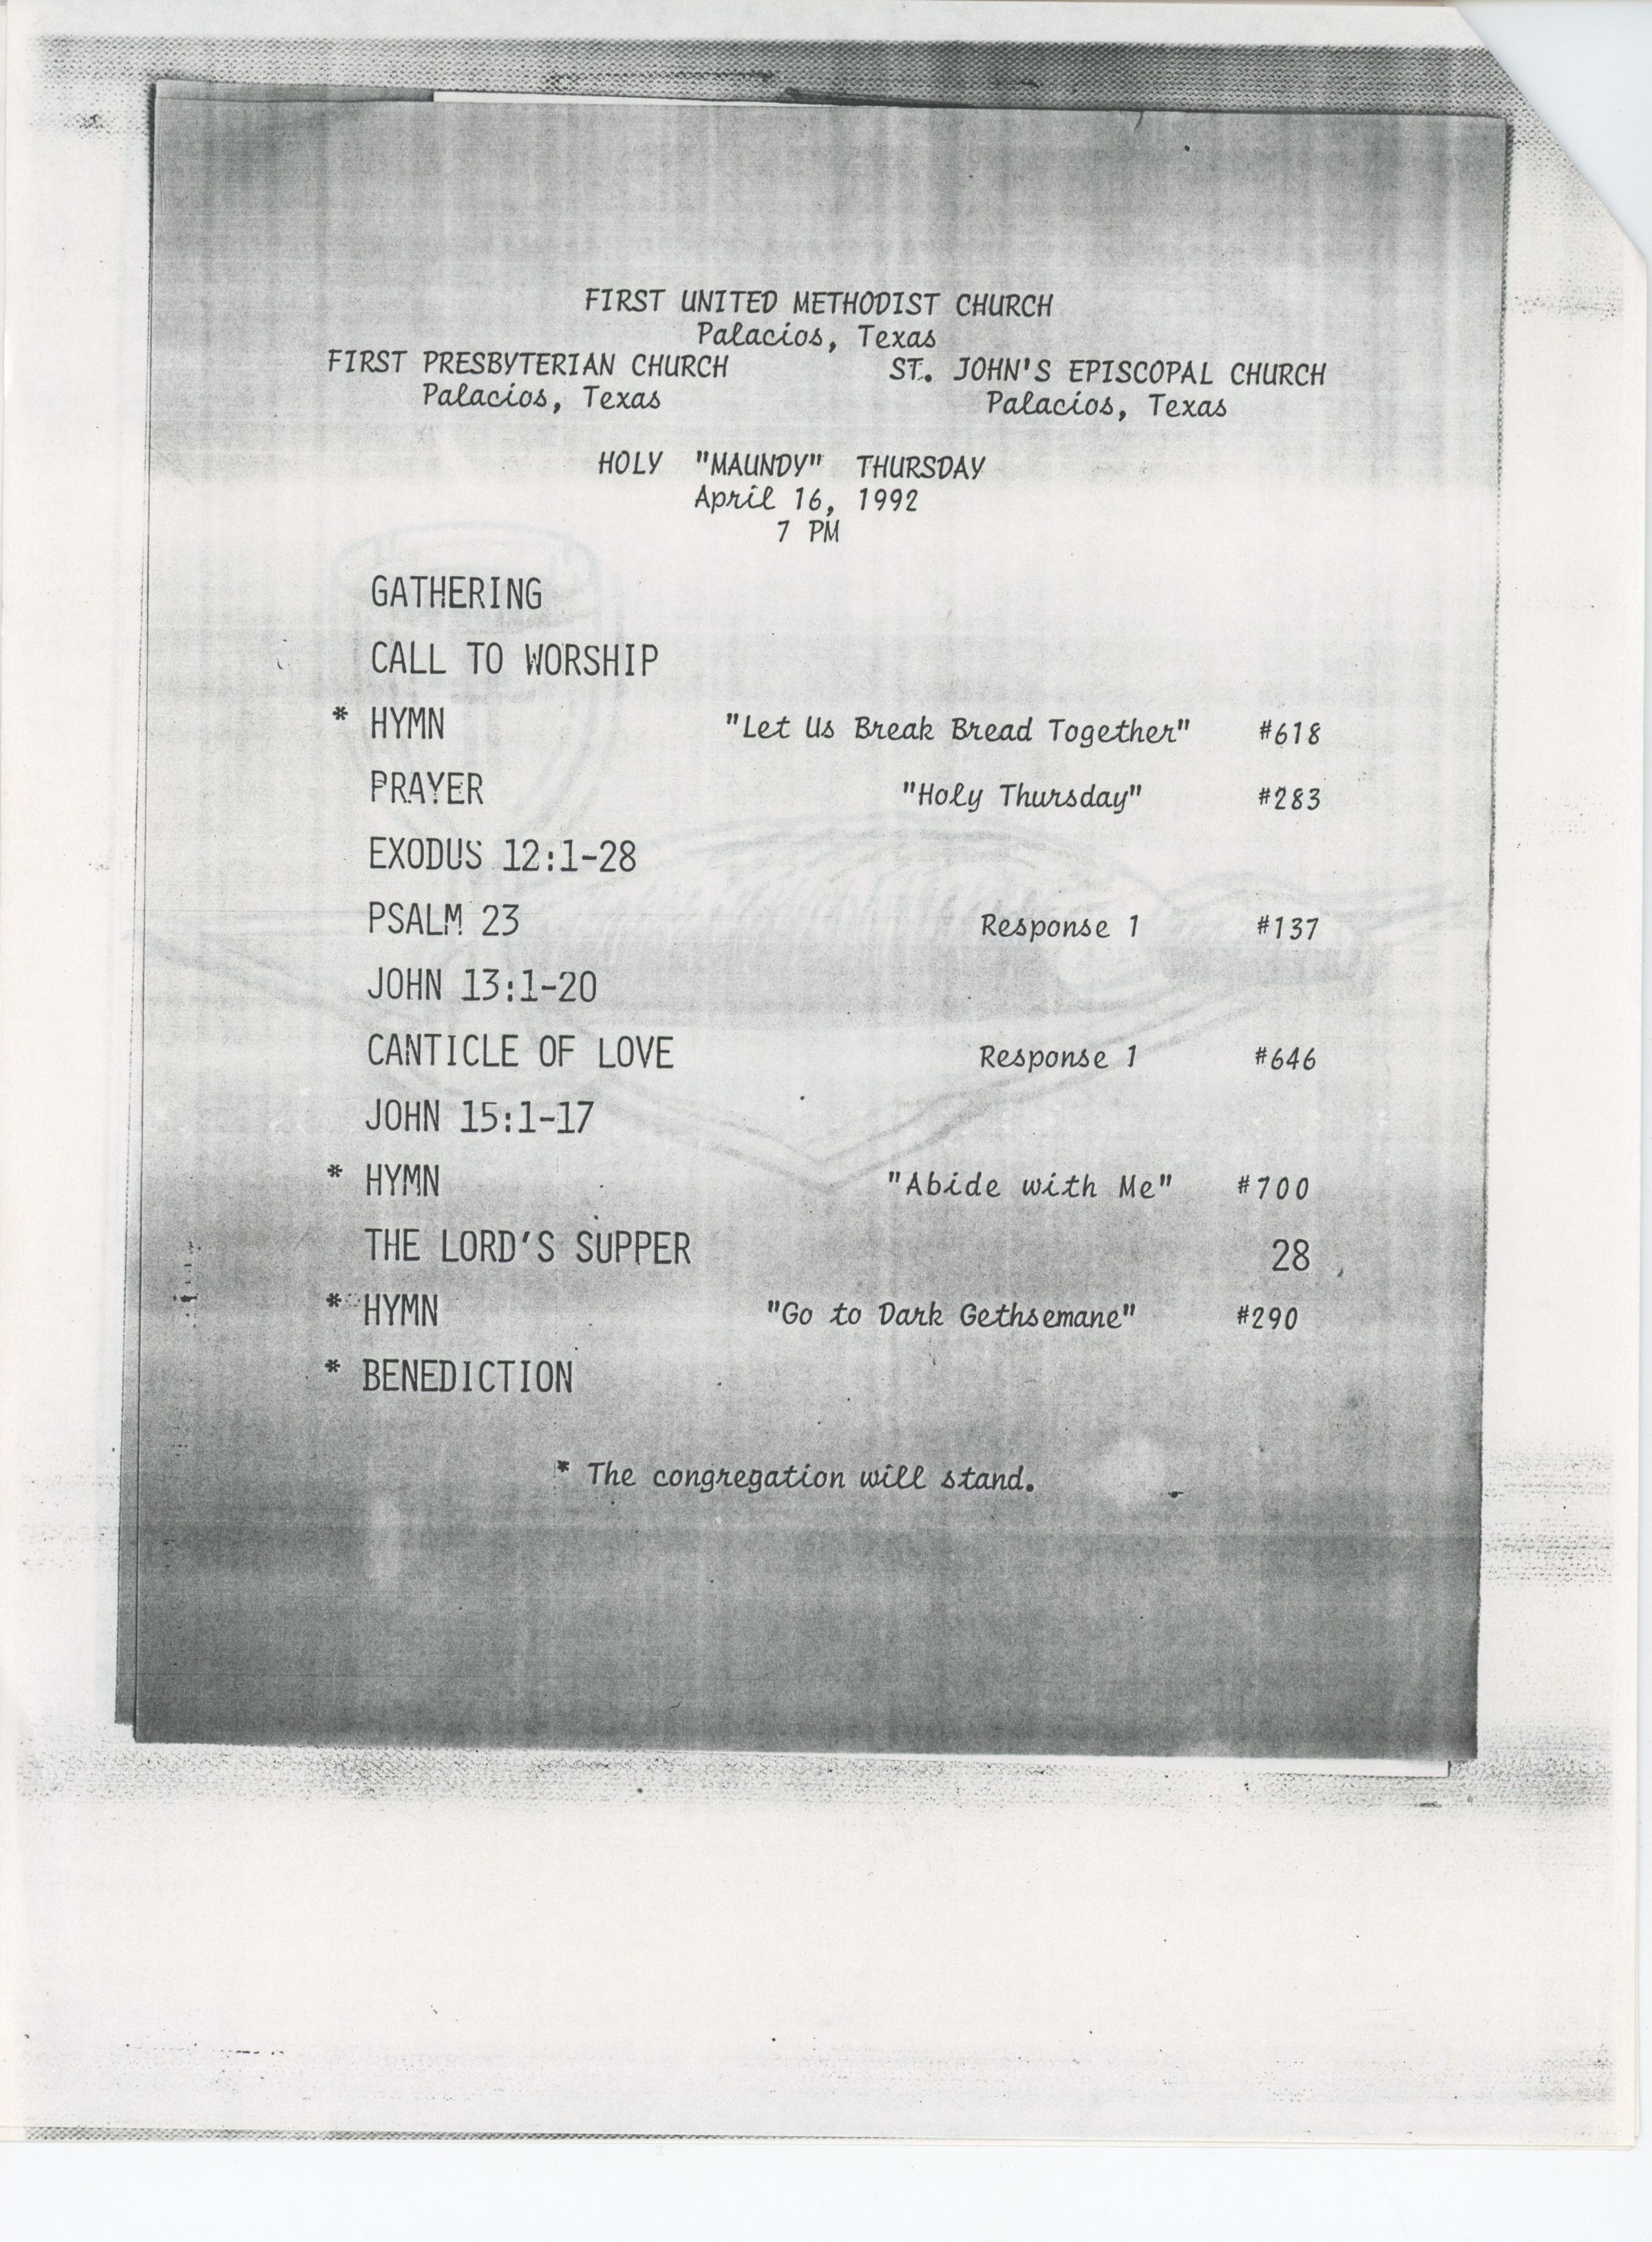 FIRST UNITED METHODIST CHURCH
Palacios, Texas
FIRST PRESBYTERIAN CHURCH ST. JOHN'S EPISCOPAL CHURCH
Palacios, Texas Palacios, Texas
HOLY "MAUNDY" THURSDAY
April 16, 1992
7 PM
GATHERING
CALL TO WORSHIP
* HYMN "Let Us Break Bread Together" #618
PRAYER "Holy Thursday" #283
EXODUS 12:1-28
PSALM 23 Response 1 #137
JOHN 13:1-20
CANTICLE OF LOVE Response 1 #646
JOHN 15:1-17
* HYMN "Abide with Me" #700
THE LORD'S SUPPER 28
* HYMN "Go to Dark Gethsemane" #290
* BENEDICTION
* The congregation will stand.